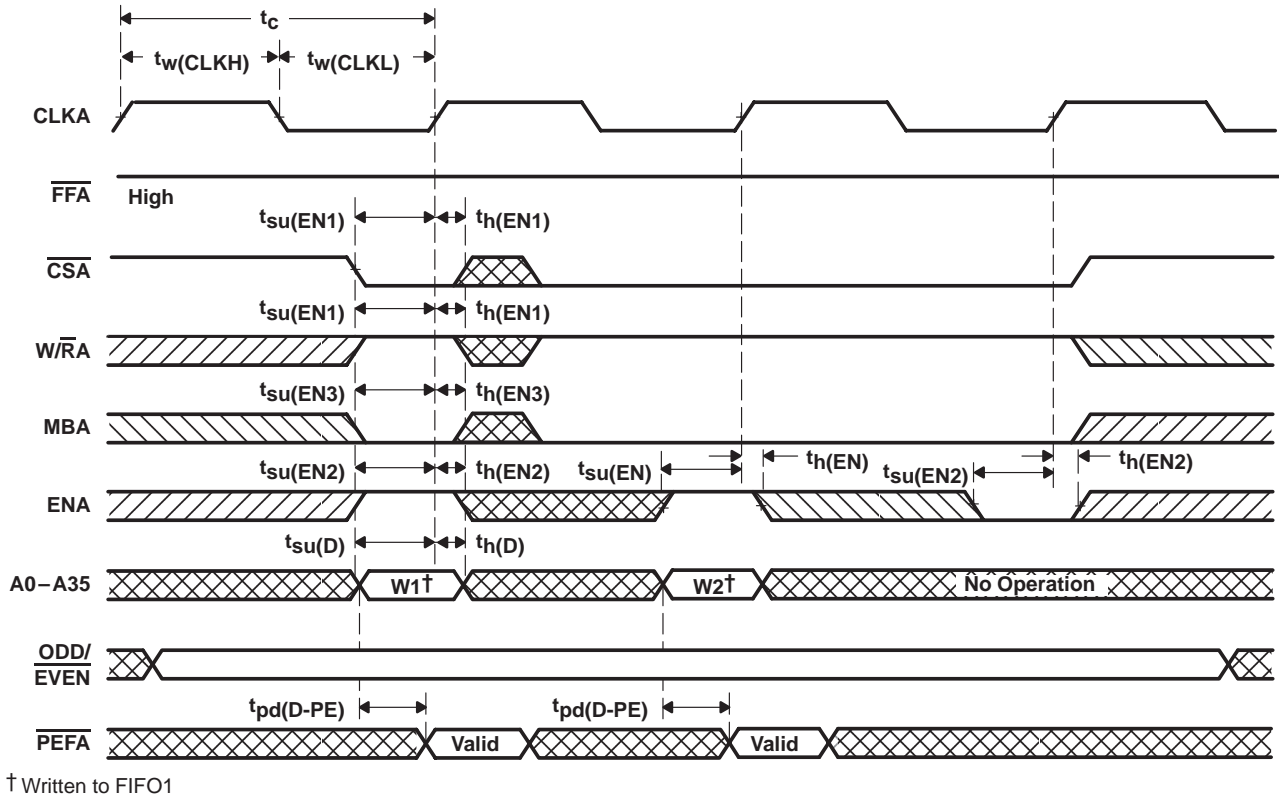 tc
tw(CLKH)
tw(CLKL)
CLKA
FFA
High
tsu(EN1)
th(EN1)
CSA
tsu(EN1)
th(EN1)
W/RA
tsu(EN3)
th(EN3)
MBA
tsu(EN2)
th(EN2)
tsu(EN)
th(EN)
tsu(EN2)
th(EN2)
ENA
tsu(D)
th(D)
A0–A35
W1†
W2†
No Operation
ODD/
EVEN
tpd(D-PE)
tpd(D-PE)
PEFA
Valid
Valid
† Written to FIFO1